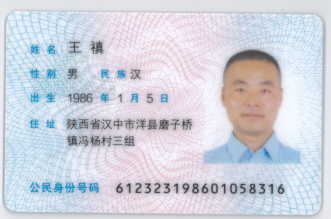 姓名 王禛
性别 男 民族 汉
出生 1986 年 1 月 5 日
住址 陕西省汉中市洋县磨子桥
镇冯杨村三组
公民身份号码 612323198601058316